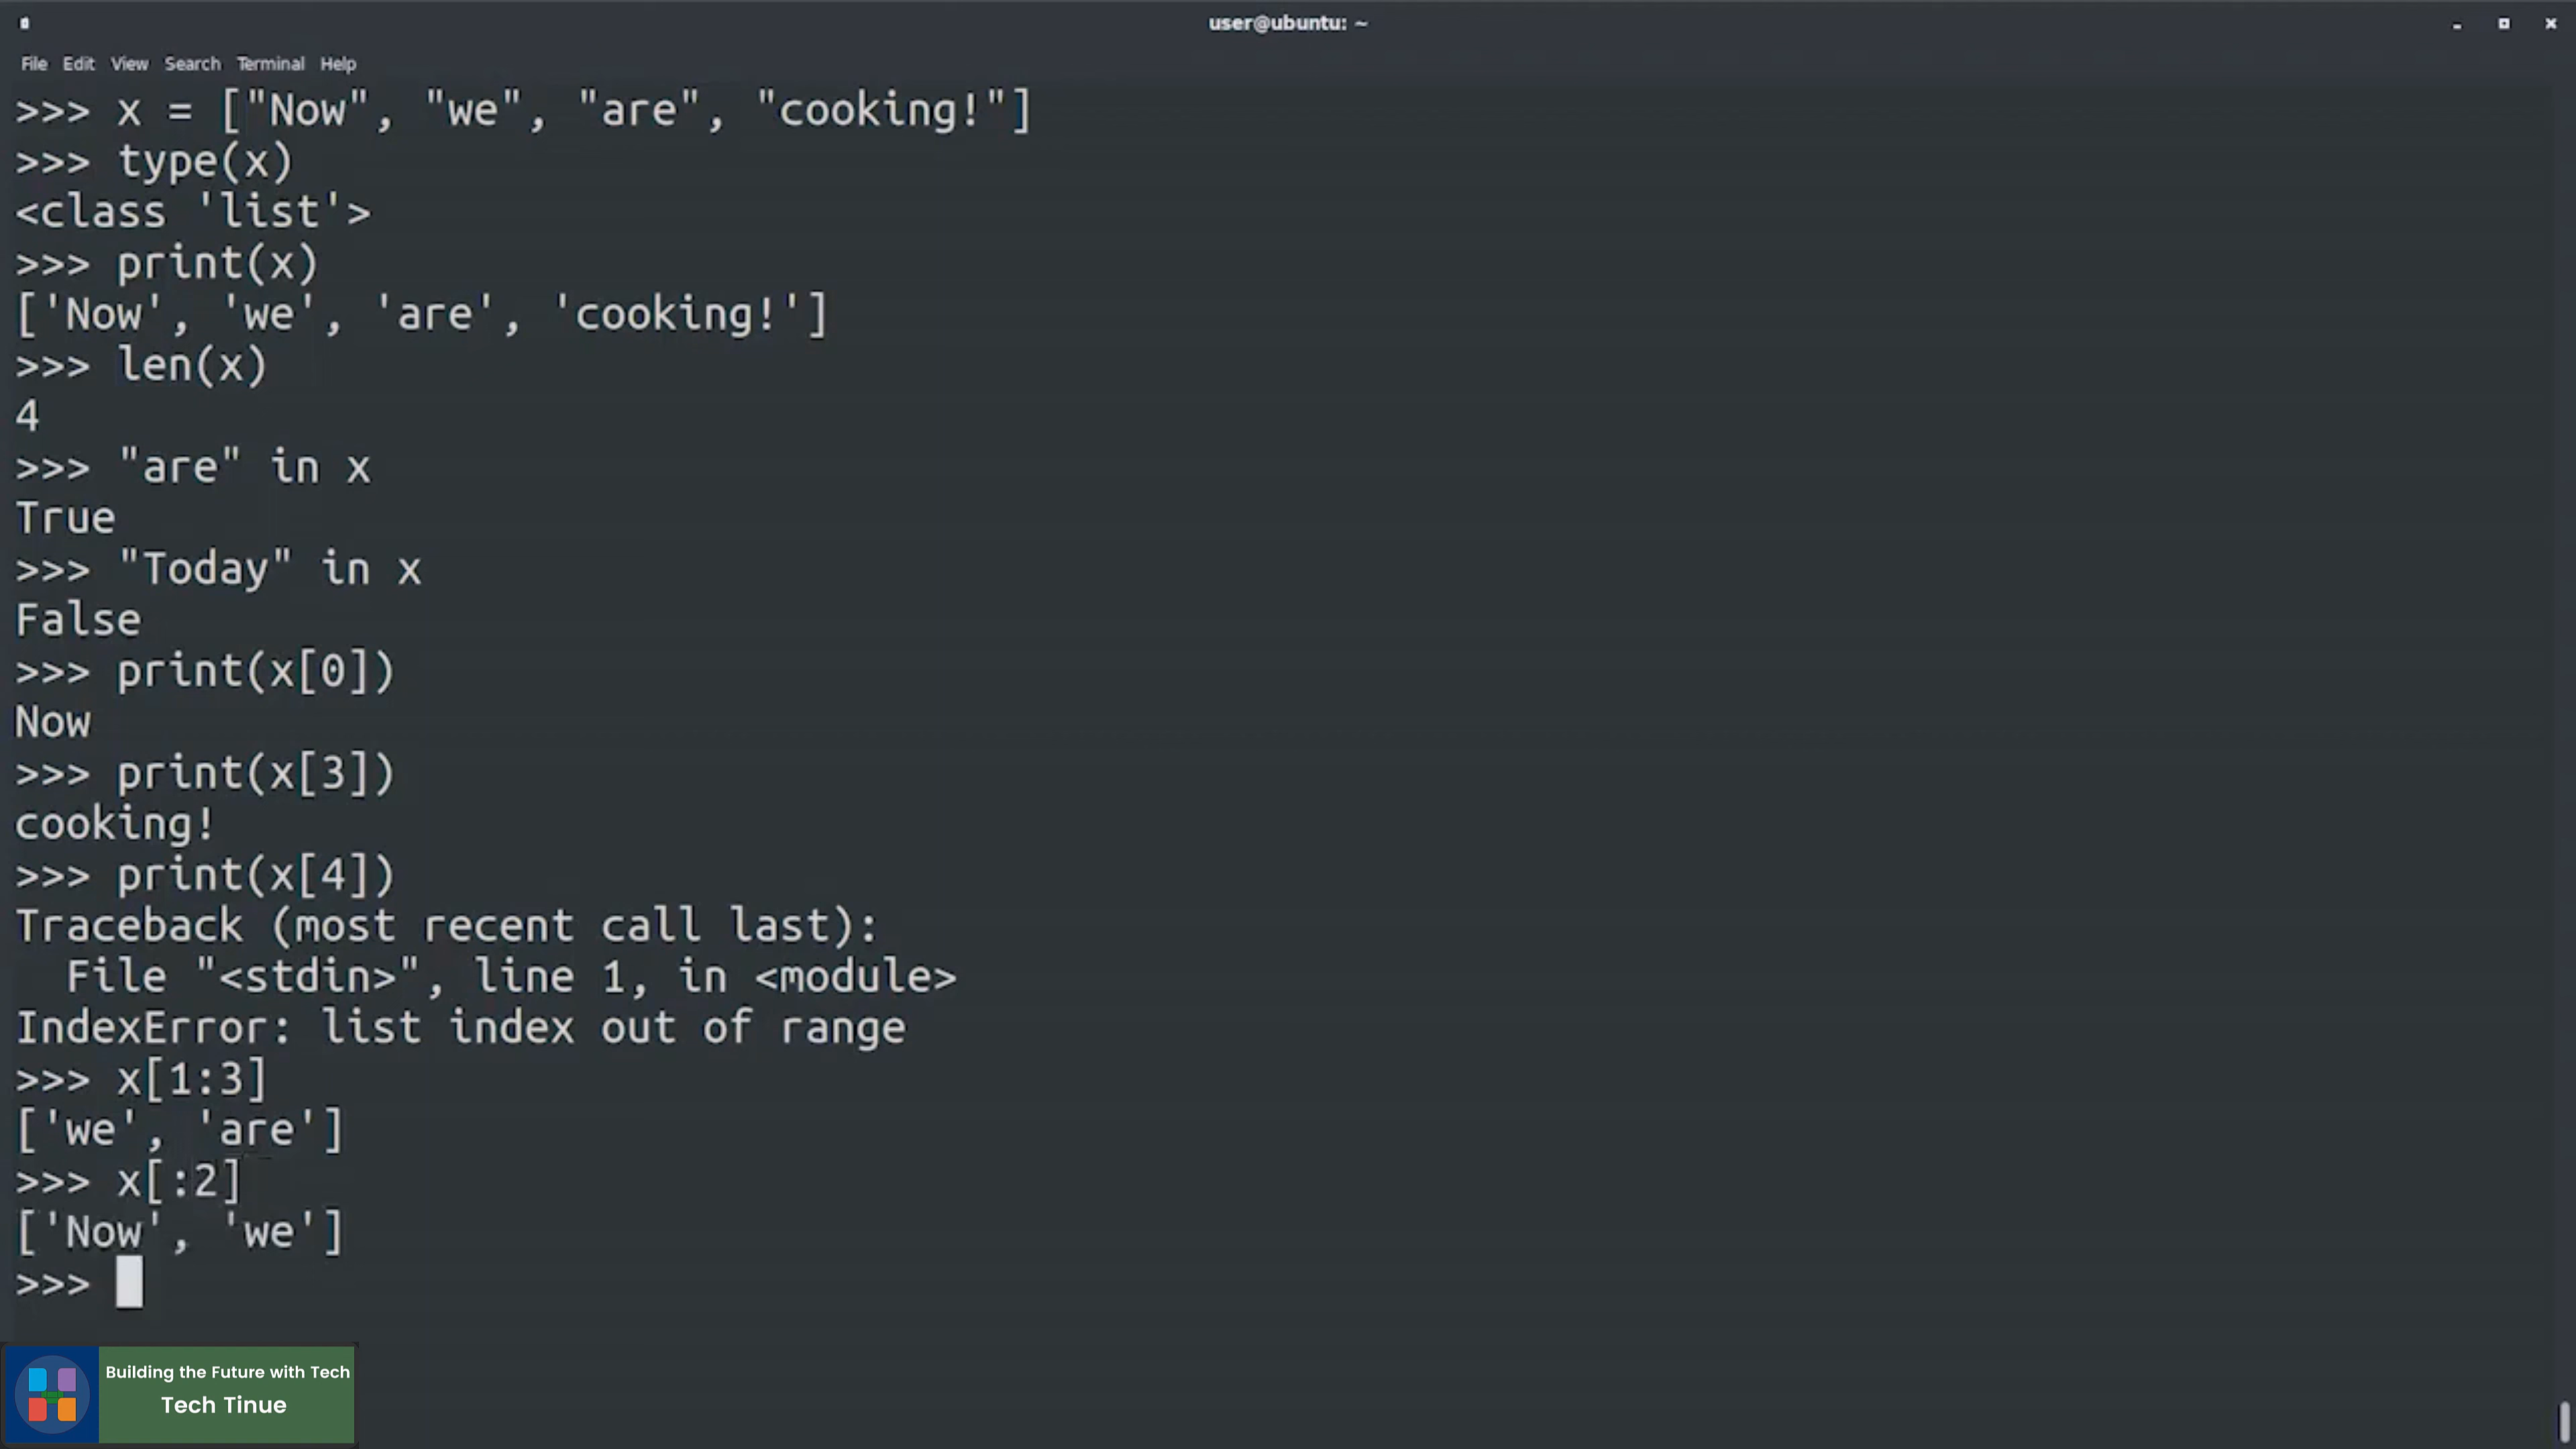 user@ubuntu: ~
File Edit View Search Terminal Help
>>> x = ["Now", "we", "are", "cooking!"]
>>> type(x)
<class 'list'>
>>> print(x)
['Now', 'we', 'are', 'cooking!']
>>> len(x)
4
>>> "are" in x
True
>>> "Today" in x
False
>>> print(x[0])
Now
>>> print(x[3])
cooking!
>>> print(x[4])
Traceback (most recent call last):
  File "<stdin>", line 1, in <module>
IndexError: list index out of range
>>> x[1:3]
['we', 'are']
>>> x[:2]
['Now', 'we']
>>>
Building the Future with Tech
Tech Tinue